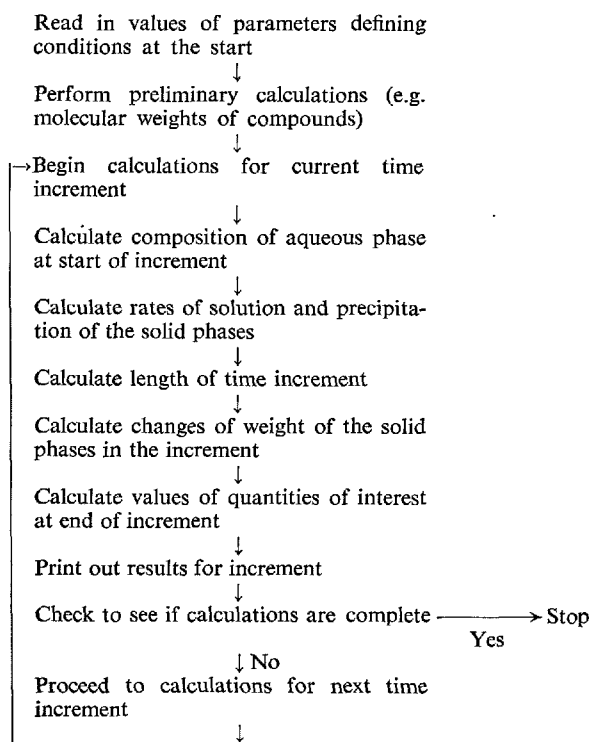 Read in values of parameters defining
conditions at the start
↓
Perform preliminary calculations (e.g.
molecular weights of compounds)
↓
→Begin calculations for current time
increment
↓
Calculate composition of aqueous phase
at start of increment
↓
Calculate rates of solution and precipita-
tion of the solid phases
↓
Calculate length of time increment
↓
Calculate changes of weight of the solid
phases in the increment
↓
Calculate values of quantities of interest
at end of increment
↓
Print out results for increment
↓
Check to see if calculations are complete → Stop
Yes
↓ No
Proceed to calculations for next time
increment
↓